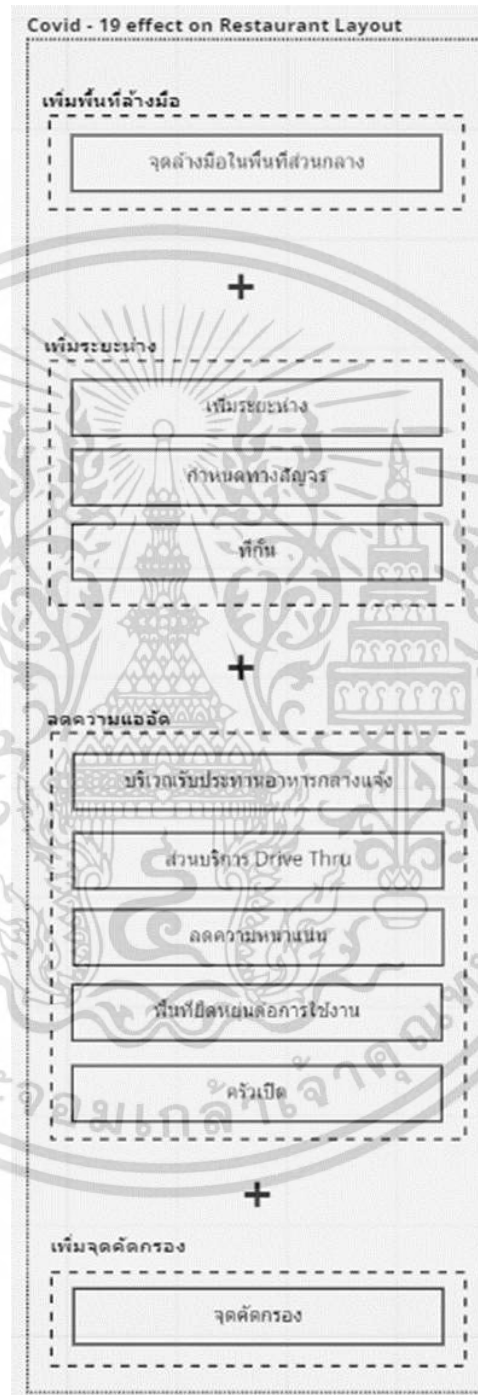 Covid - 19 effect on Restaurant Layout
เพิ่มพื้นที่ล้างมือ
จุดล้างมือในพื้นที่ส่วนกลาง
+
เพิ่มระยะห่าง
เพิ่มระยะห่าง
กำหนดทางสัญจร
ที่กั้น
+
ลดความแออัด
บริเวณรับประทานอาหารกลางแจ้ง
ส่วนบริการ Drive Thru
ลดความหนาแน่น
พื้นที่ยืดหยุ่นต่อการใช้งาน
ครัวเปิด
+
เพิ่มจุดคัดกรอง
จุดคัดกรอง